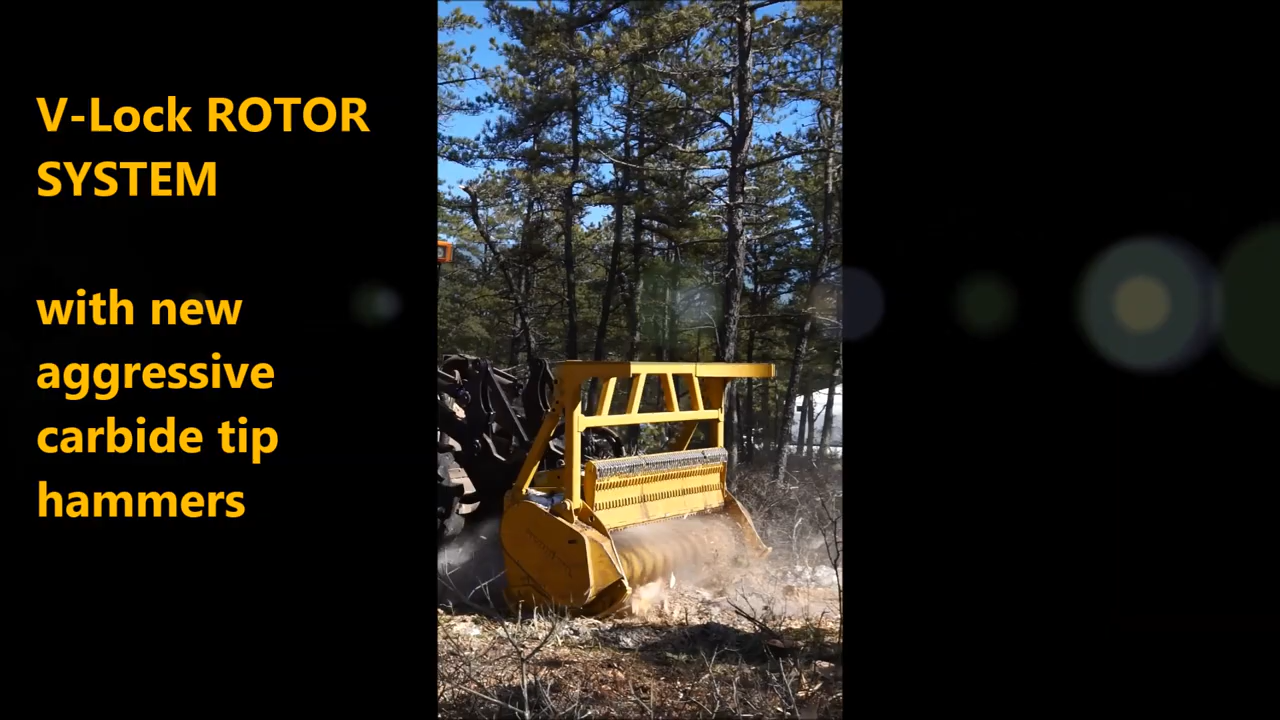 V-Lock ROTOR
SYSTEM
with new
aggressive
carbide tip
hammers